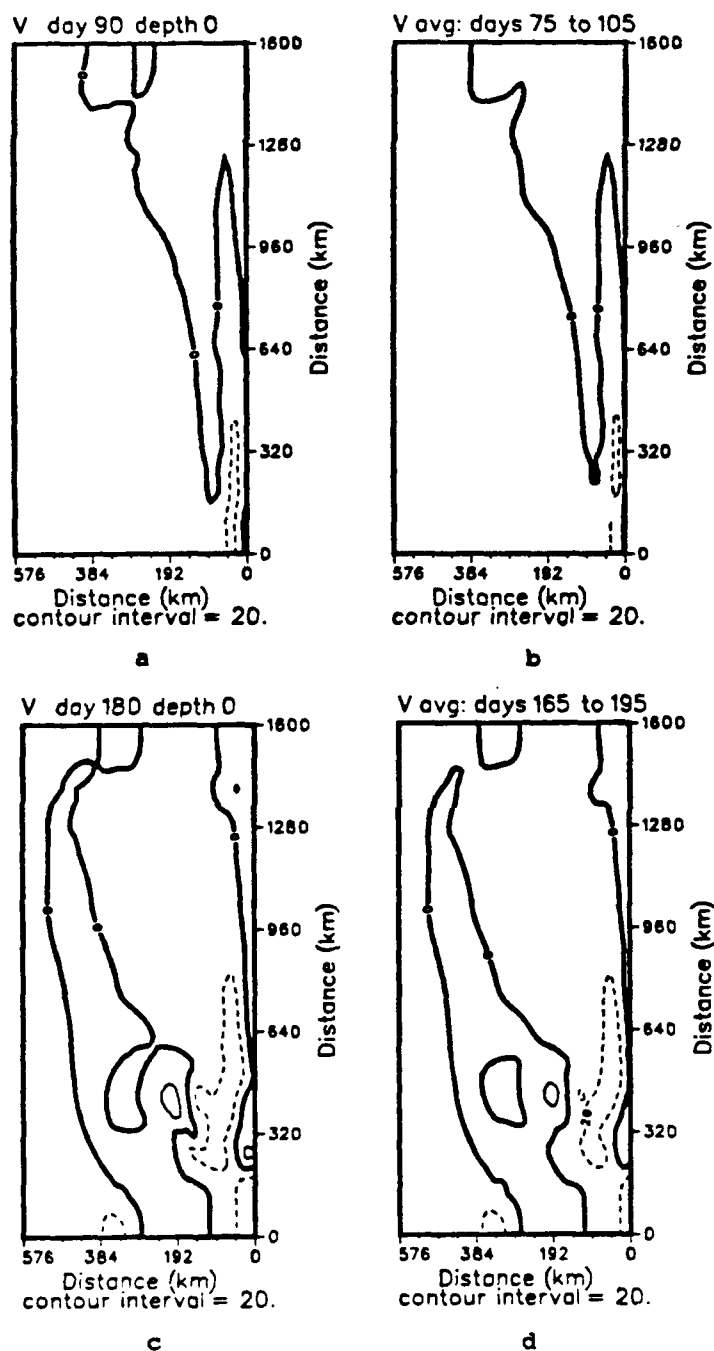 V day 90 depth 0
1600
1280
960
640
320
0
Distance (km)
576 384 192 0
Distance (km)
contour interval = 20.
a
V avg: days 75 to 105
1600
1280
960
640
320
0
Distance (km)
576 384 192 0
Distance (km)
contour interval = 20.
b
V day 180 depth 0
1600
1280
960
640
320
0
Distance (km)
576 384 192 0
Distance (km)
contour interval = 20.
c
V avg: days 165 to 195
1600
1280
960
640
320
0
Distance (km)
576 384 192 0
Distance (km)
contour interval = 20.
d